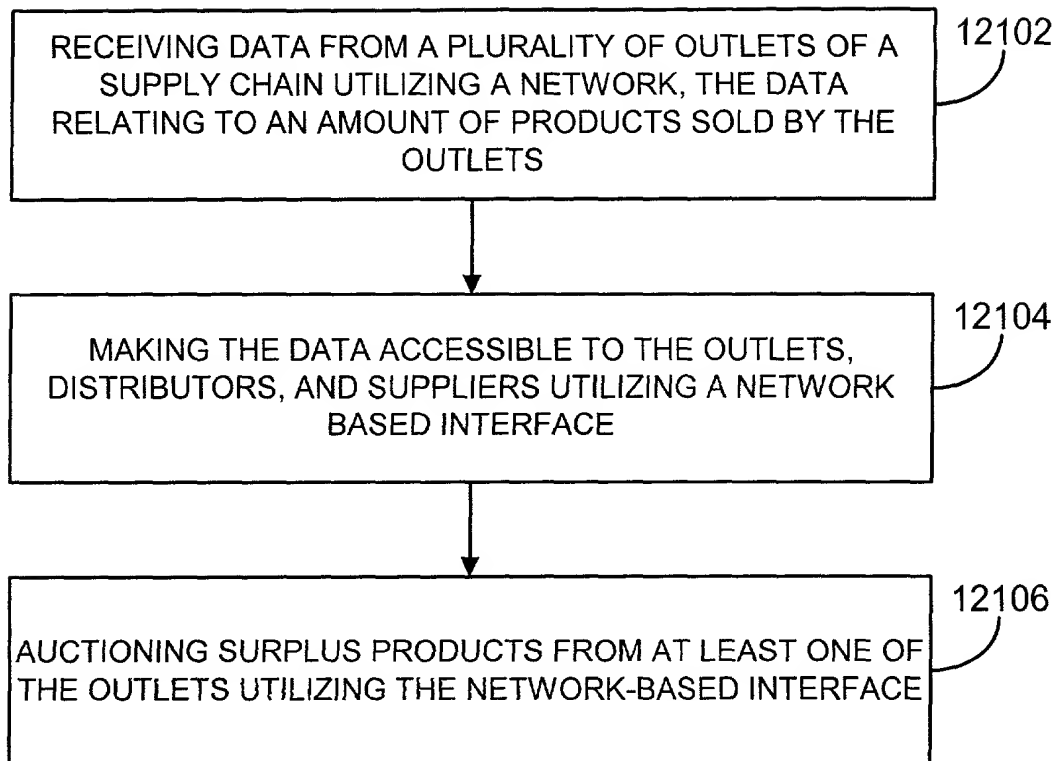 RECEIVING DATA FROM A PLURALITY OF OUTLETS OF A
SUPPLY CHAIN UTILIZING A NETWORK, THE DATA
RELATING TO AN AMOUNT OF PRODUCTS SOLD BY THE
OUTLETS
12102
MAKING THE DATA ACCESSIBLE TO THE OUTLETS,
DISTRIBUTORS, AND SUPPLIERS UTILIZING A NETWORK
BASED INTERFACE
12104
AUCTIONING SURPLUS PRODUCTS FROM AT LEAST ONE OF
THE OUTLETS UTILIZING THE NETWORK-BASED INTERFACE
12106